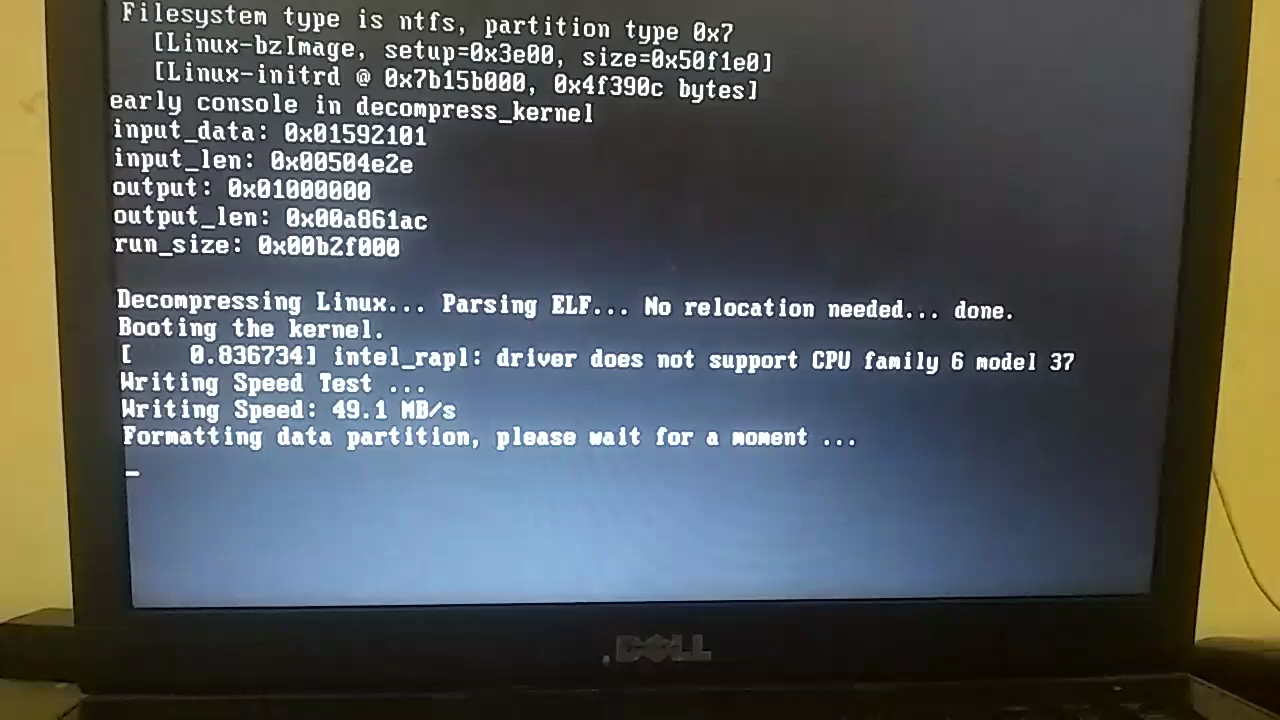 Filesystem type is ntfs, partition type 0x7
[Linux-bzImage, setup=0x3e00, size=0x50f1e0]
[Linux-initrd @ 0x7b15b000, 0x4f390c bytes]
early console in decompress_kernel
input_data: 0x01592101
input_len: 0x00504e2e
output: 0x01000000
output_len: 0x00a861ac
run_size: 0x00b2f000
Decompressing Linux... Parsing ELF... No relocation needed... done.
Booting the kernel.
[    0.836734] intel_rapl: driver does not support CPU family 6 model 37
Writing Speed Test ...
Writing Speed: 49.1 MB/s
Formatting data partition, please wait for a moment ...
_
DELL